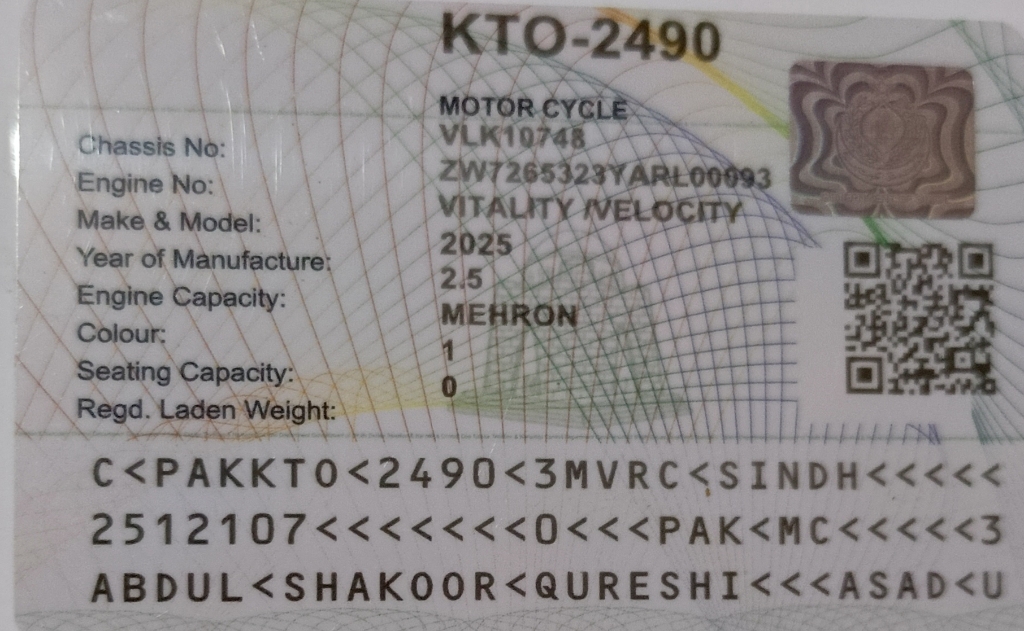 KTO-2490
MOTOR CYCLE
Chassis No: VLK10748
Engine No: ZW7265323YARL00093
Make & Model: VITALITY /VELOCITY
Year of Manufacture: 2025
Engine Capacity: 2.5
Colour: MEHRON
Seating Capacity: 1
Regd. Laden Weight: 0
C<PAKKTO<2490<3MVRC<SINDH<<<<<
2512107<<<<<<<<0<<<PAK<MC<<<<<3
ABDUL<SHAKOOR<QURESHI<<<ASAD<U